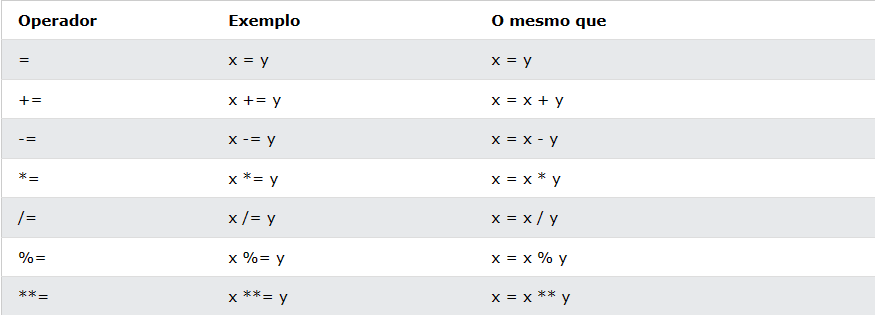 Operador Exemplo O mesmo que
= x = y x = y
+= x += y x = x + y
-= x -= y x = x - y
*= x *= y x = x * y
/= x /= y x = x / y
%= x %= y x = x % y
**= x **= y x = x ** y